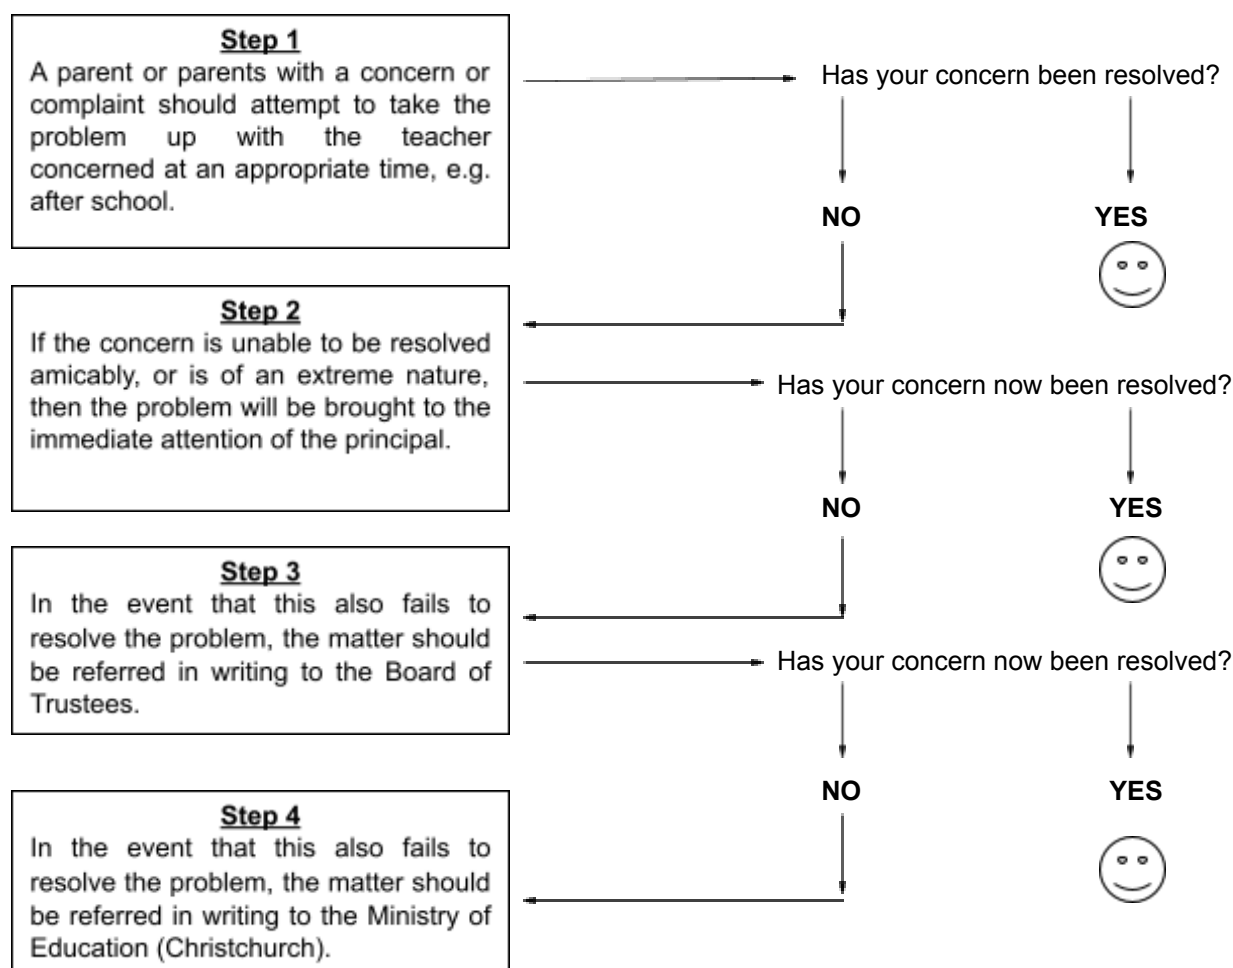 Step 1
A parent or parents with a concern or
complaint should attempt to take the
problem up with the teacher
concerned at an appropriate time, e.g.
after school.
Has your concern been resolved?
NO
YES
Step 2
If the concern is unable to be resolved
amicably, or is of an extreme nature,
then the problem will be brought to the
immediate attention of the principal.
Has your concern now been resolved?
NO
YES
Step 3
In the event that this also fails to
resolve the problem, the matter should
be referred in writing to the Board of
Trustees.
Has your concern now been resolved?
NO
YES
Step 4
In the event that this also fails to
resolve the problem, the matter should
be referred in writing to the Ministry of
Education (Christchurch).